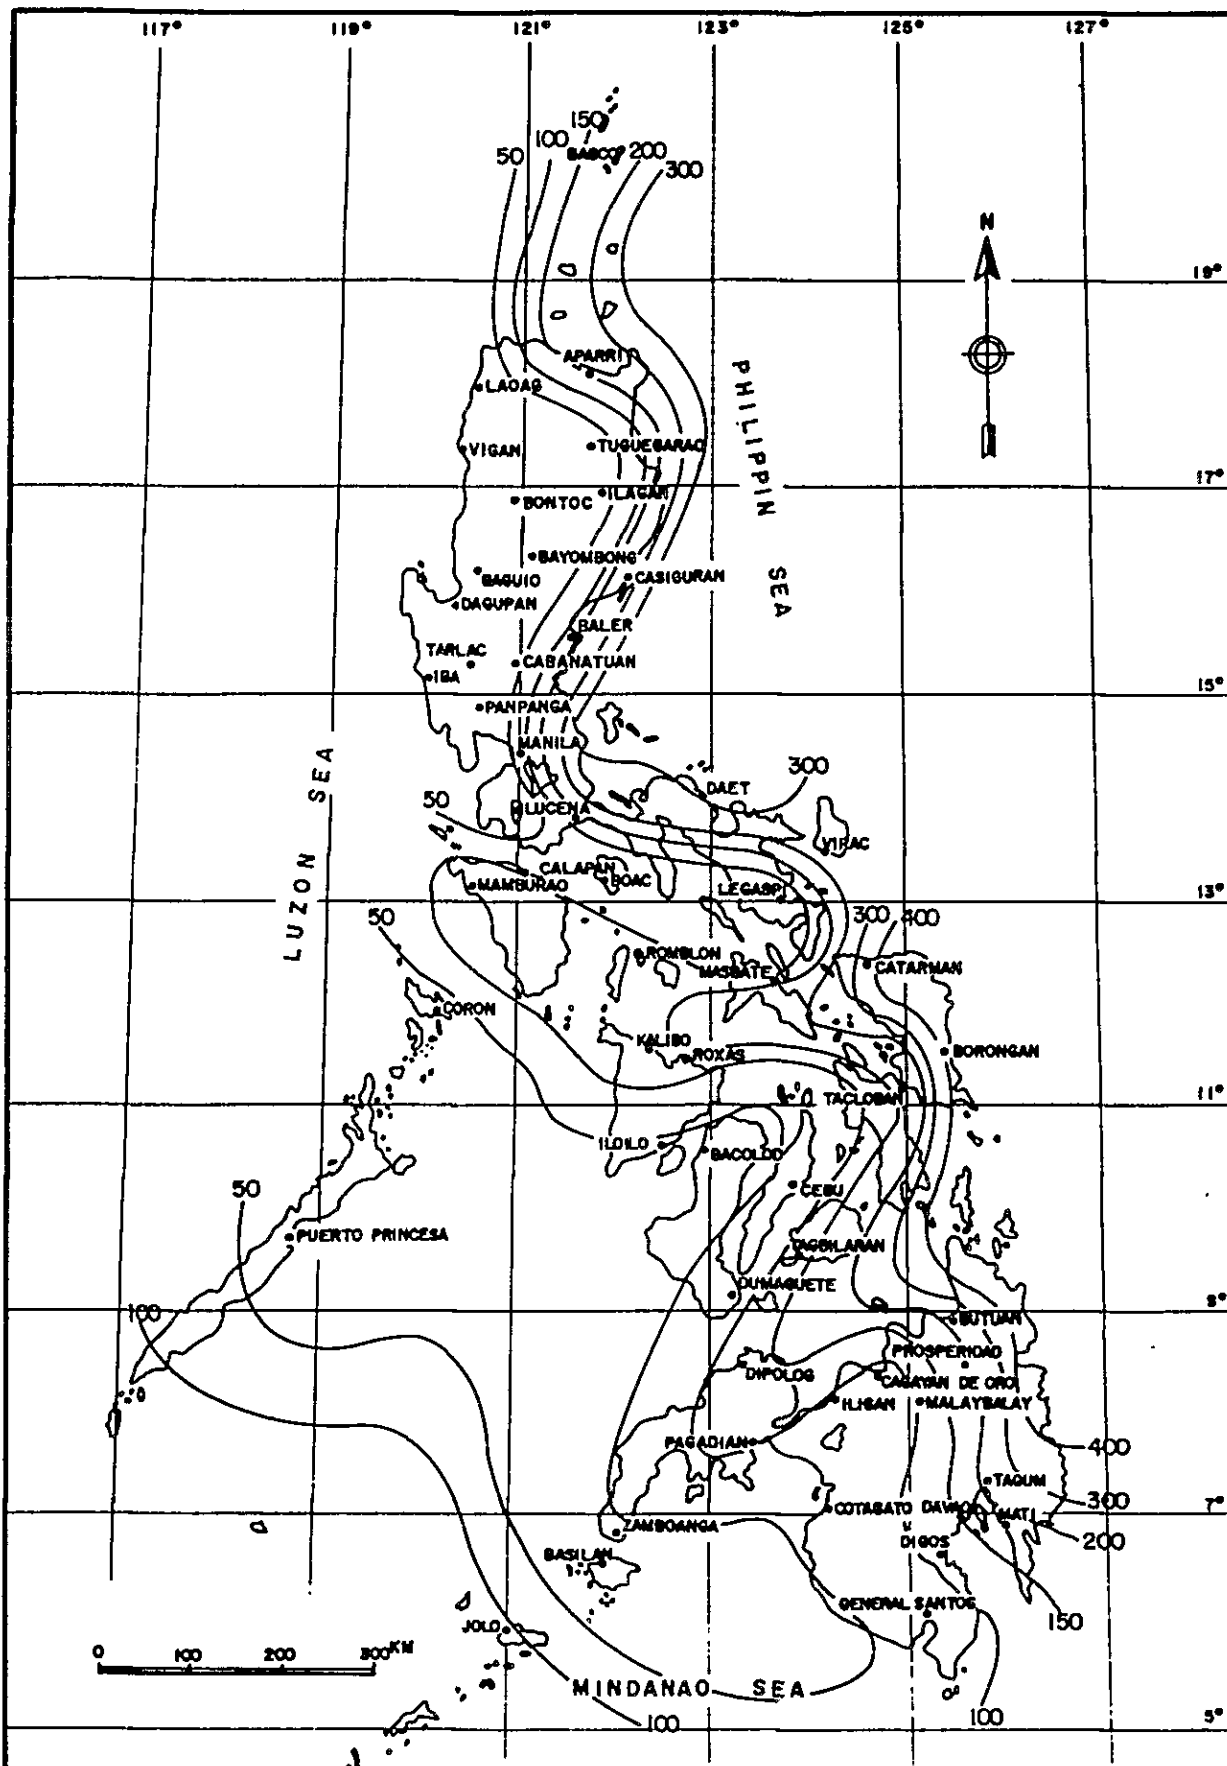 117° 119° 121° 123° 125° 127°
150
100
50 BASCO 200
300
N
19°
APARRI
LAOAG
PHILIPPIN SEA
VIGAN TUGUEGARAO
17°
ILAGAN
BONTOC
BAYOMBONG
BAGUIO CASIGURAN
DAGUPAN
BALER
TARLAC CABANATUAN
IBA
15°
PANPANGA
MANILA
LUZON SEA
300
DAET
50 LUCENA
VIRAC
CALAPAN
MAMBURAO BOAC LEGASPI
13°
50 300 400
ROMBLON
MASBATE CATARMAN
CORON
KALIBO ROXAS BORONGAN
TACLOBAN 11°
ILOILO BACOLOD
50 CEBU
PUERTO PRINCESA TAGBILARAN
DUMAGUETE
100 9°
BUTUAN
PROSPERIDAD
DIPOLOG CAGAYAN DE ORO
ILIGAN MALAYBALAY
PAGADIAN 400
TAGUM
300
COTABATO DAVAO MATI 7°
ZAMBOANGA 200
DIGOS
BASILAN
GENERAL SANTOS
150
JOLO
0 100 200 300 KM
MINDANAO SEA
100 100
5°